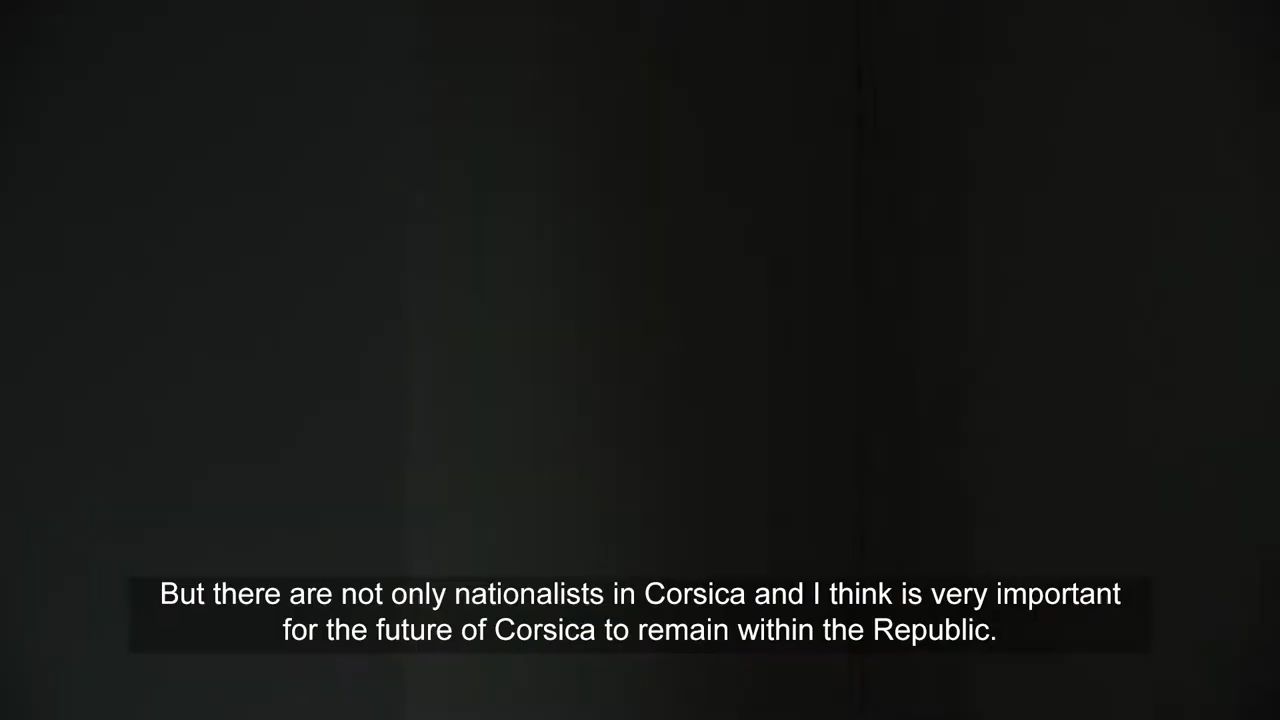 But there are not only nationalists in Corsica and I think is very important
for the future of Corsica to remain within the Republic.